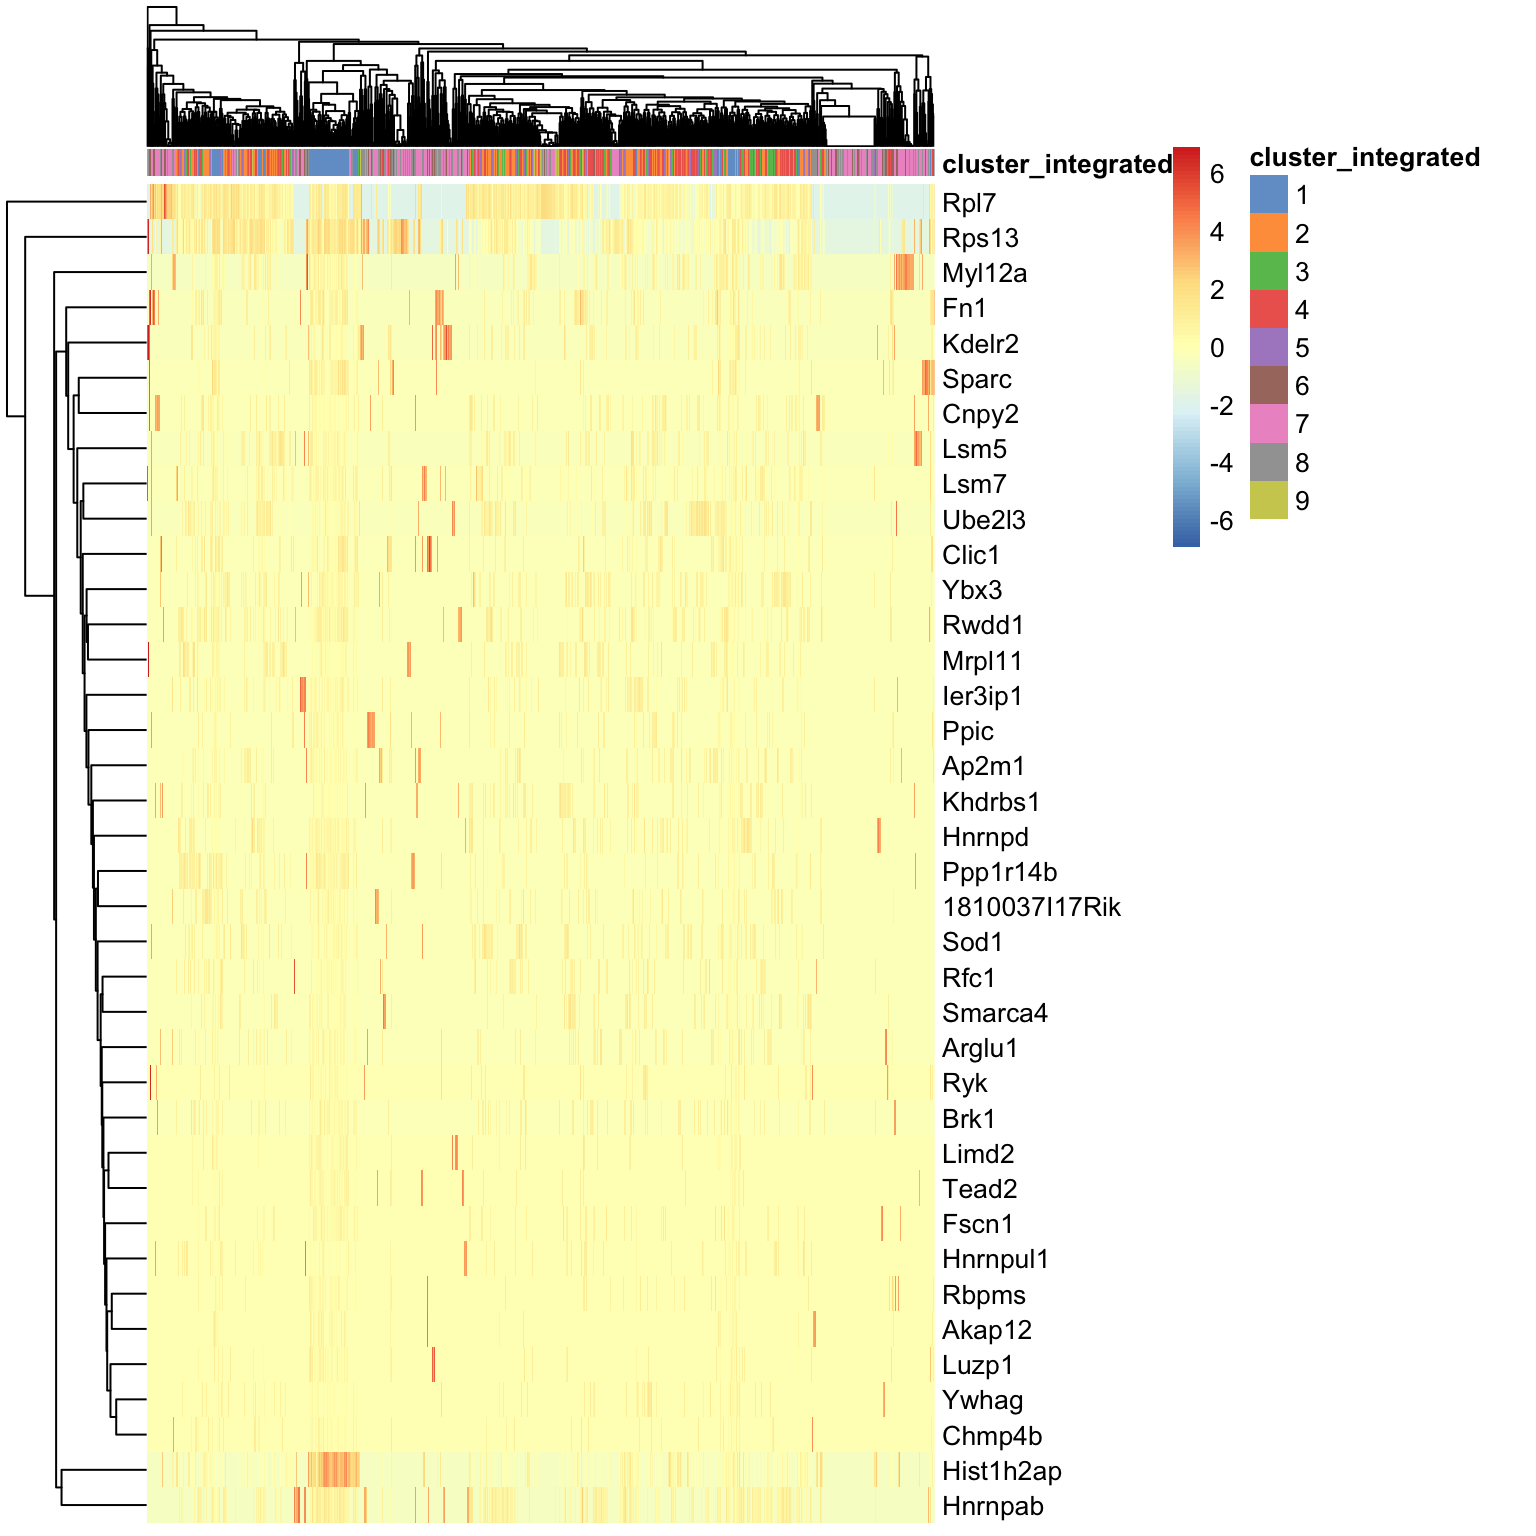 cluster_integrated
Rpl7
Rps13
Myl12a
Fn1
Kdelr2
Sparc
Cnpy2
Lsm5
Lsm7
Ube2l3
Clic1
Ybx3
Rwdd1
Mrpl11
Ier3ip1
Ppic
Ap2m1
Khdrbs1
Hnrnpd
Ppp1r14b
1810037I17Rik
Sod1
Rfc1
Smarca4
Arglu1
Ryk
Brk1
Limd2
Tead2
Fscn1
Hnrnpul1
Rbpms
Akap12
Luzp1
Ywhag
Chmp4b
Hist1h2ap
Hnrnpab
6
4
2
0
-2
-4
-6
cluster_integrated
1
2
3
4
5
6
7
8
9